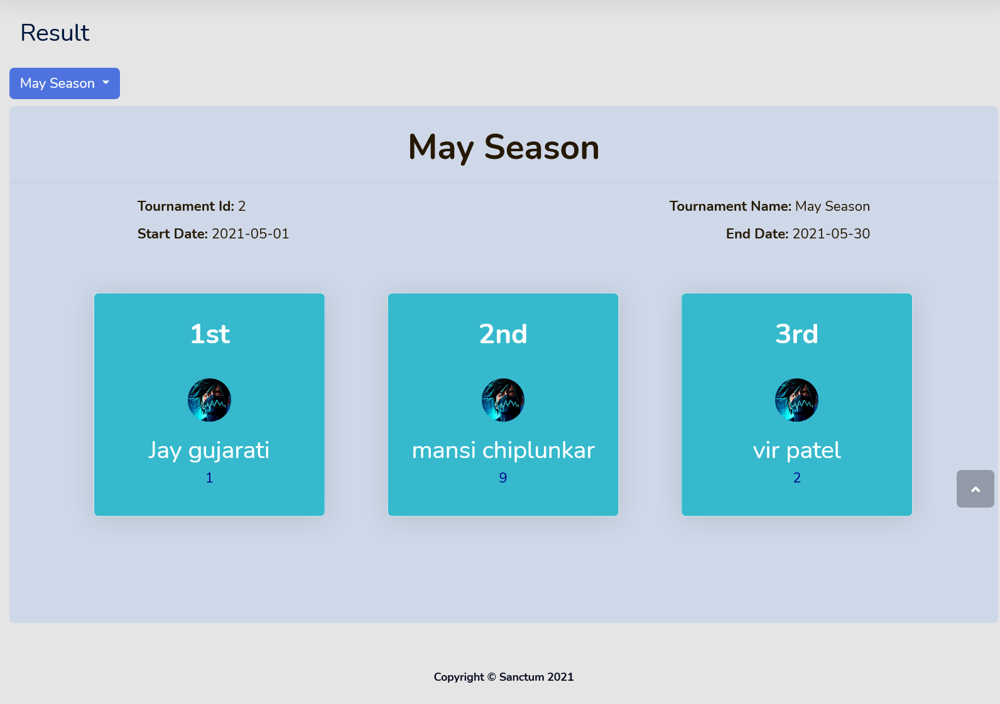 Result
May Season
May Season
Tournament Id: 2
Tournament Name: May Season
Start Date: 2021-05-01
End Date: 2021-05-30
1st
Jay gujarati
1
2nd
mansi chiplunkar
9
3rd
vir patel
2
Copyright © Sanctum 2021